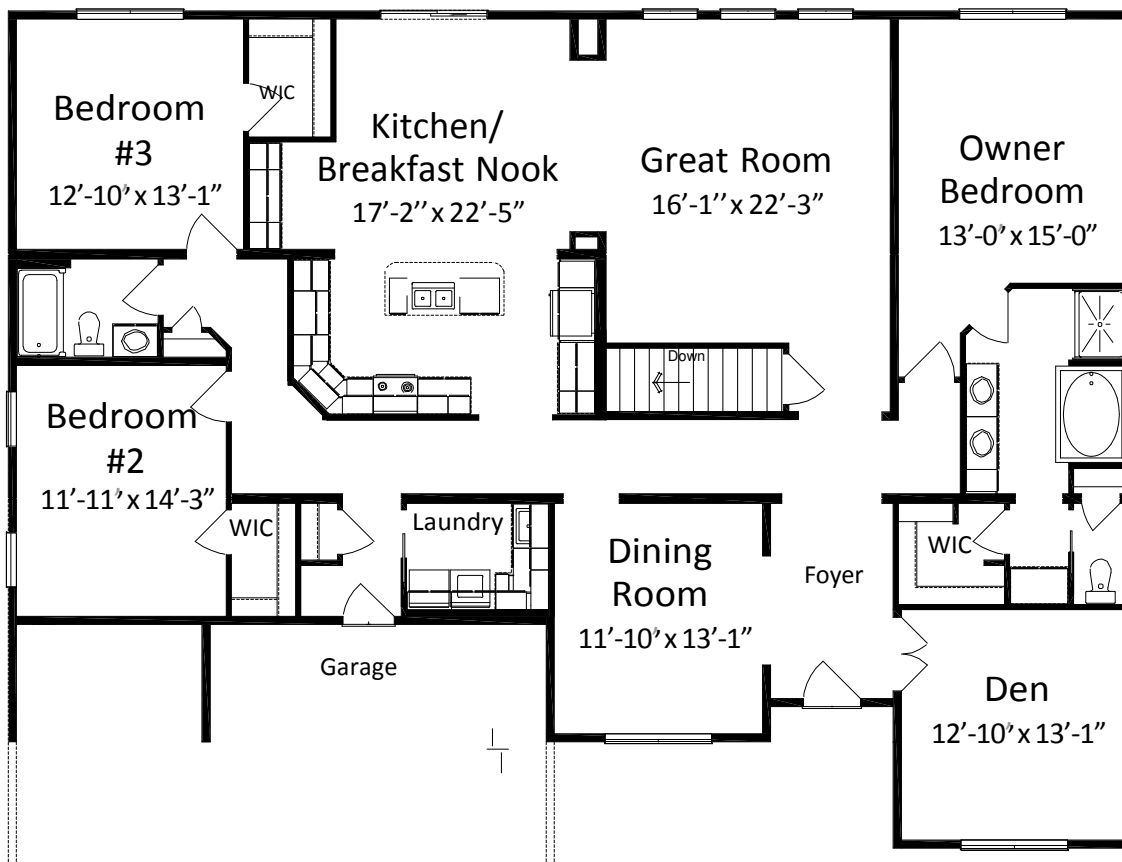 Bedroom
#3
12’-10’’ x 13’-1”
WIC
Kitchen/
Breakfast Nook
17’-2’’ x 22’-5”
Great Room
16’-1’’ x 22’-3”
Owner
Bedroom
13’-0’’ x 15’-0”
Down
Bedroom
#2
11’-11’’ x 14’-3”
WIC
Laundry
Dining
Room
11’-10’’ x 13’-1”
Foyer
WIC
Garage
Den
12’-10’’ x 13’-1”